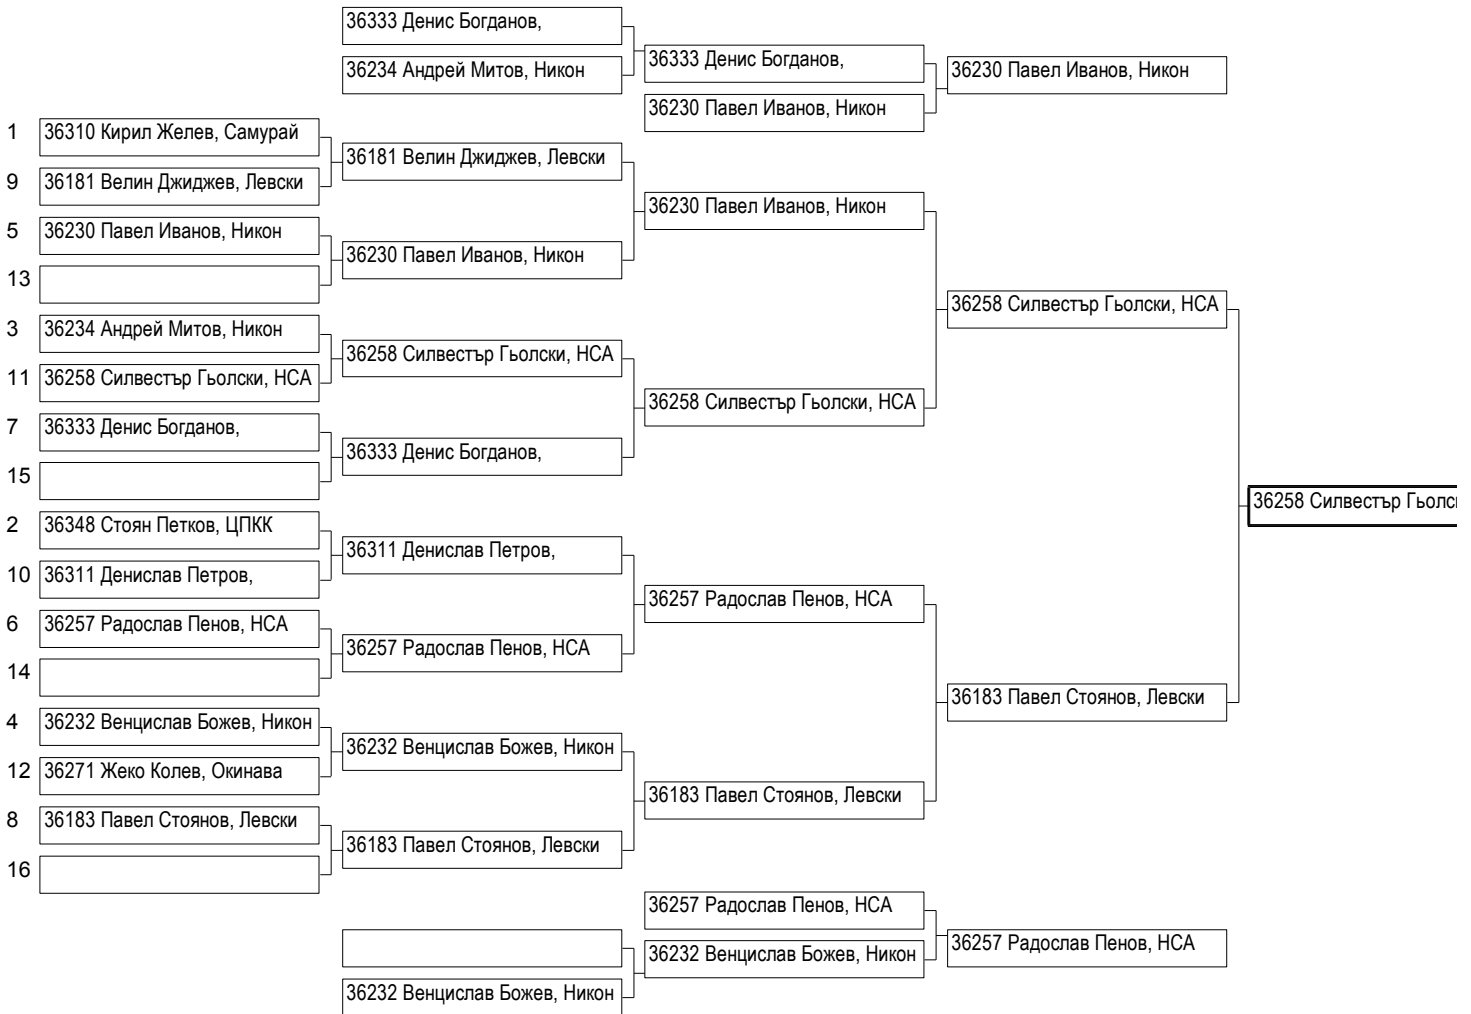 36333 Денис Богданов,
36234 Андрей Митов, Никон
36333 Денис Богданов,
36230 Павел Иванов, Никон
36230 Павел Иванов, Никон
1 36310 Кирил Желев, Самурай
9 36181 Велин Джиджев, Левски
5 36230 Павел Иванов, Никон
13
3 36234 Андрей Митов, Никон
11 36258 Силвестър Гьолски, НСА
7 36333 Денис Богданов,
15
2 36348 Стоян Петков, ЦПКК
10 36311 Денислав Петров,
6 36257 Радослав Пенов, НСА
14
4 36232 Венцислав Божев, Никон
12 36271 Жеко Колев, Окинава
8 36183 Павел Стоянов, Левски
16
36181 Велин Джиджев, Левски
36230 Павел Иванов, Никон
36258 Силвестър Гьолски, НСА
36333 Денис Богданов,
36311 Денислав Петров,
36257 Радослав Пенов, НСА
36232 Венцислав Божев, Никон
36183 Павел Стоянов, Левски
36230 Павел Иванов, Никон
36258 Силвестър Гьолски, НСА
36257 Радослав Пенов, НСА
36183 Павел Стоянов, Левски
36258 Силвестър Гьолски, НСА
36183 Павел Стоянов, Левски
36258 Силвестър
36257 Радослав Пенов, НСА
36232 Венцислав Божев, Никон
36232 Венцислав Божев, Никон
36257 Радослав Пенов, НСА